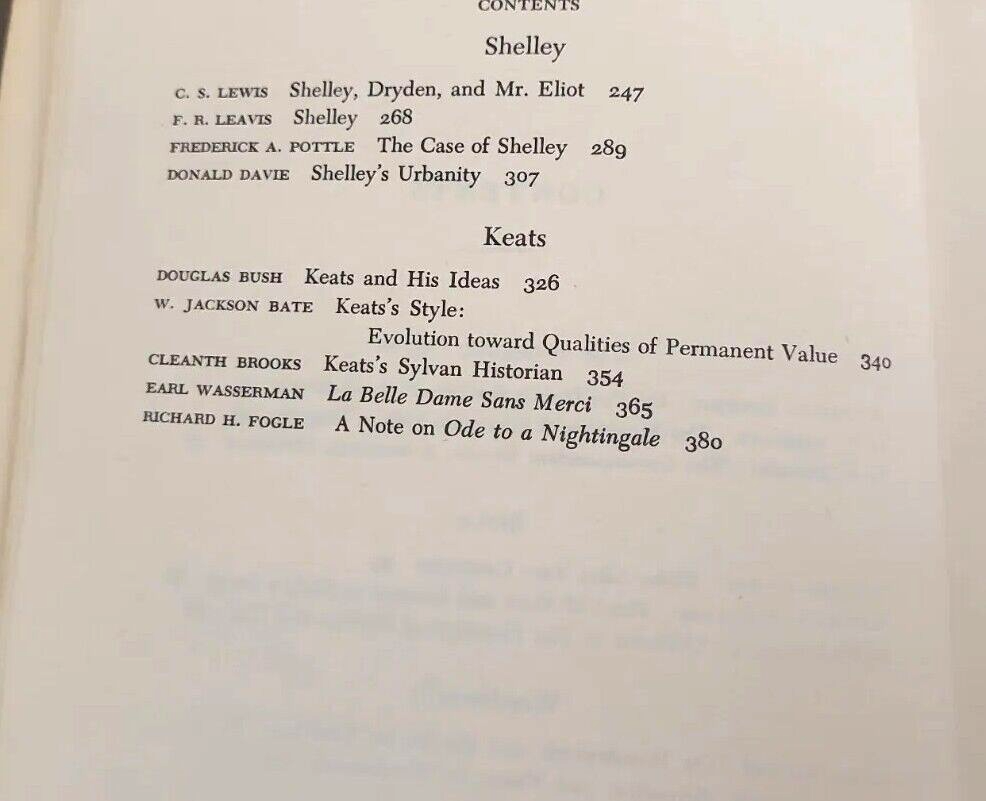 CONTENTS
Shelley
C. S. LEWIS Shelley, Dryden, and Mr. Eliot 247
F. R. LEAVIS Shelley 268
FREDERICK A. POTTLE The Case of Shelley 289
DONALD DAVIE Shelley's Urbanity 307
Keats
DOUGLAS BUSH Keats and His Ideas 326
W. JACKSON BATE Keats's Style:
Evolution toward Qualities of Permanent Value 340
CLEANTH BROOKS Keats's Sylvan Historian 354
EARL WASSERMAN La Belle Dame Sans Merci 365
RICHARD H. FOGLE A Note on Ode to a Nightingale 380